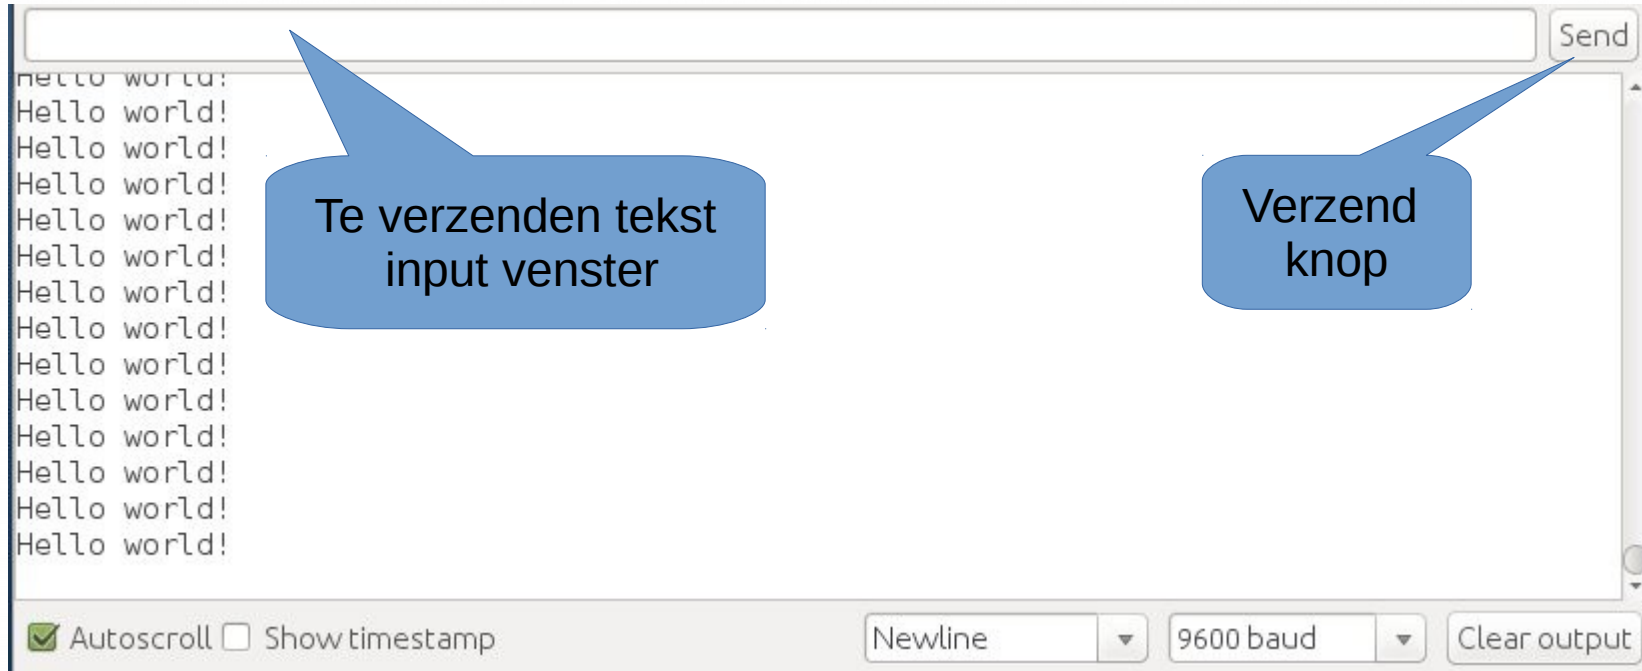 Send
Hello world!
Hello world!
Hello world!
Hello world!
Hello world!
Hello world!
Hello world!
Hello world!
Hello world!
Hello world!
Hello world!
Hello world!
Hello world!
Hello world!
Te verzenden tekst
input venster
Verzend
knop
Autoscroll Show timestamp Newline 9600 baud Clear output